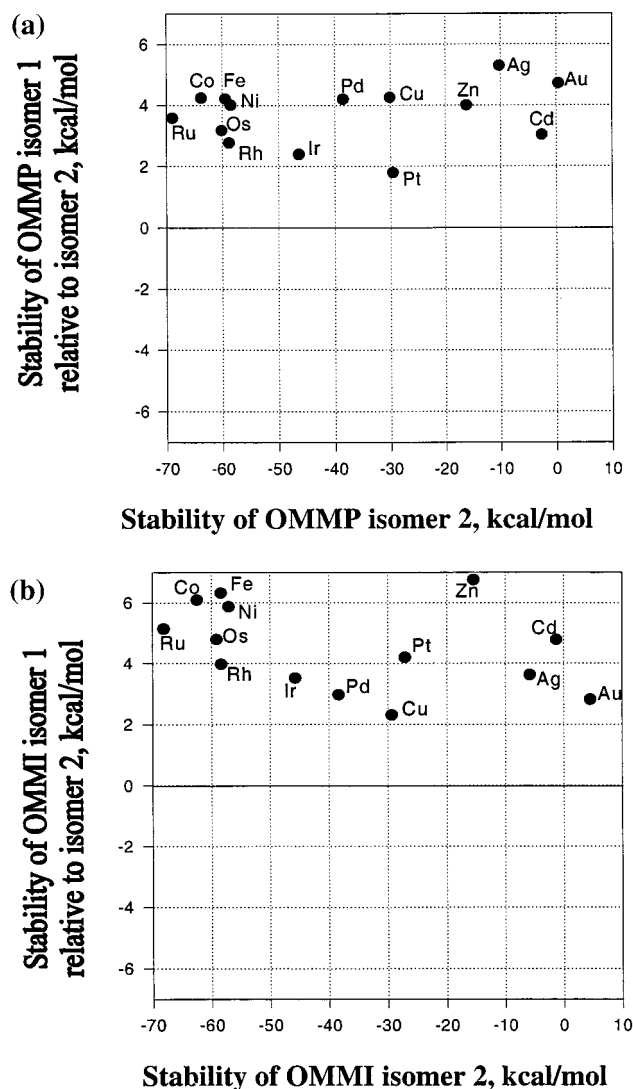 (a)
Stability of OMMP isomer 1
relative to isomer 2, kcal/mol
6
4
2
0
-2
-4
-6
Co
Fe
Ni
Ru
Os
Rh
Ir
Pd
Cu
Pt
Zn
Ag
Au
Cd
-70
-60
-50
-40
-30
-20
-10
0
10
Stability of OMMP isomer 2, kcal/mol
(b)
Stability of OMMI isomer 1
relative to isomer 2, kcal/mol
6
4
2
0
-2
-4
-6
Co
Fe
Ni
Ru
Os
Rh
Ir
Pd
Pt
Cu
Zn
Cd
Ag
Au
-70
-60
-50
-40
-30
-20
-10
0
10
Stability of OMMI isomer 2, kcal/mol